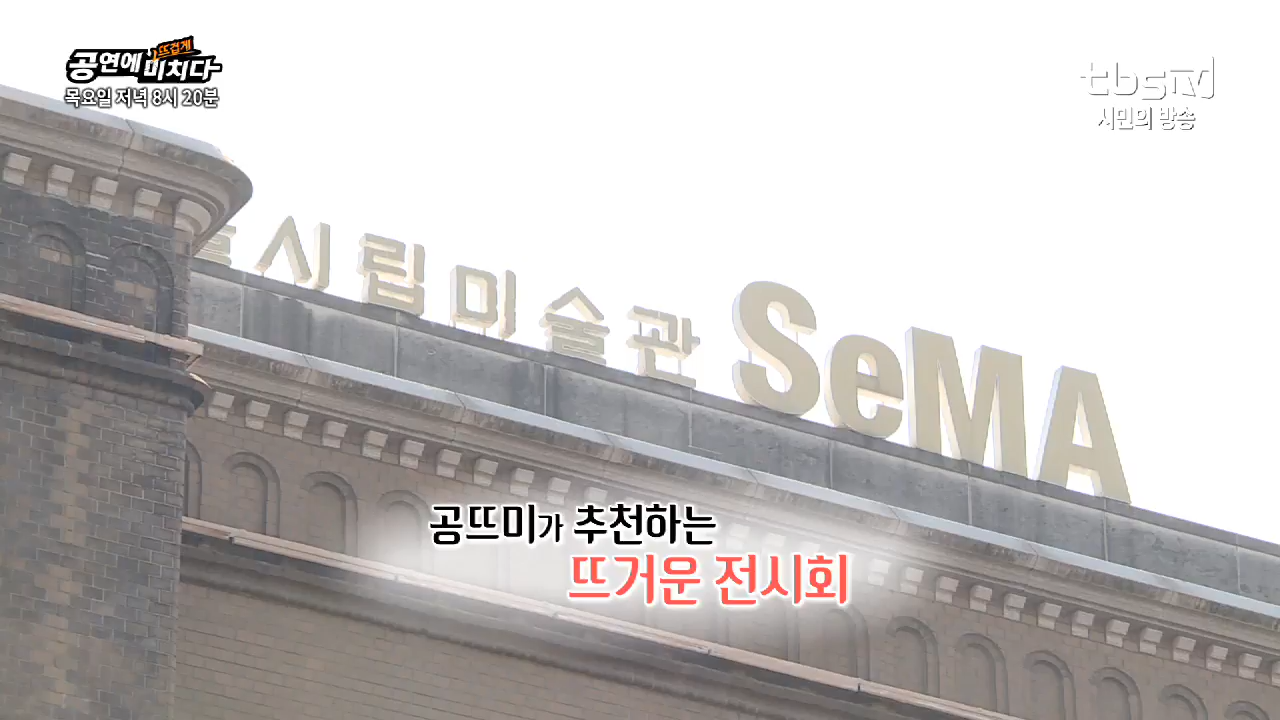 공연에 뜨겁게 미치다
목요일 저녁 8시 20분
tbsTV
시민의 방송
시립미술관 SeMA
공뜨미가 추천하는
뜨거운 전시회